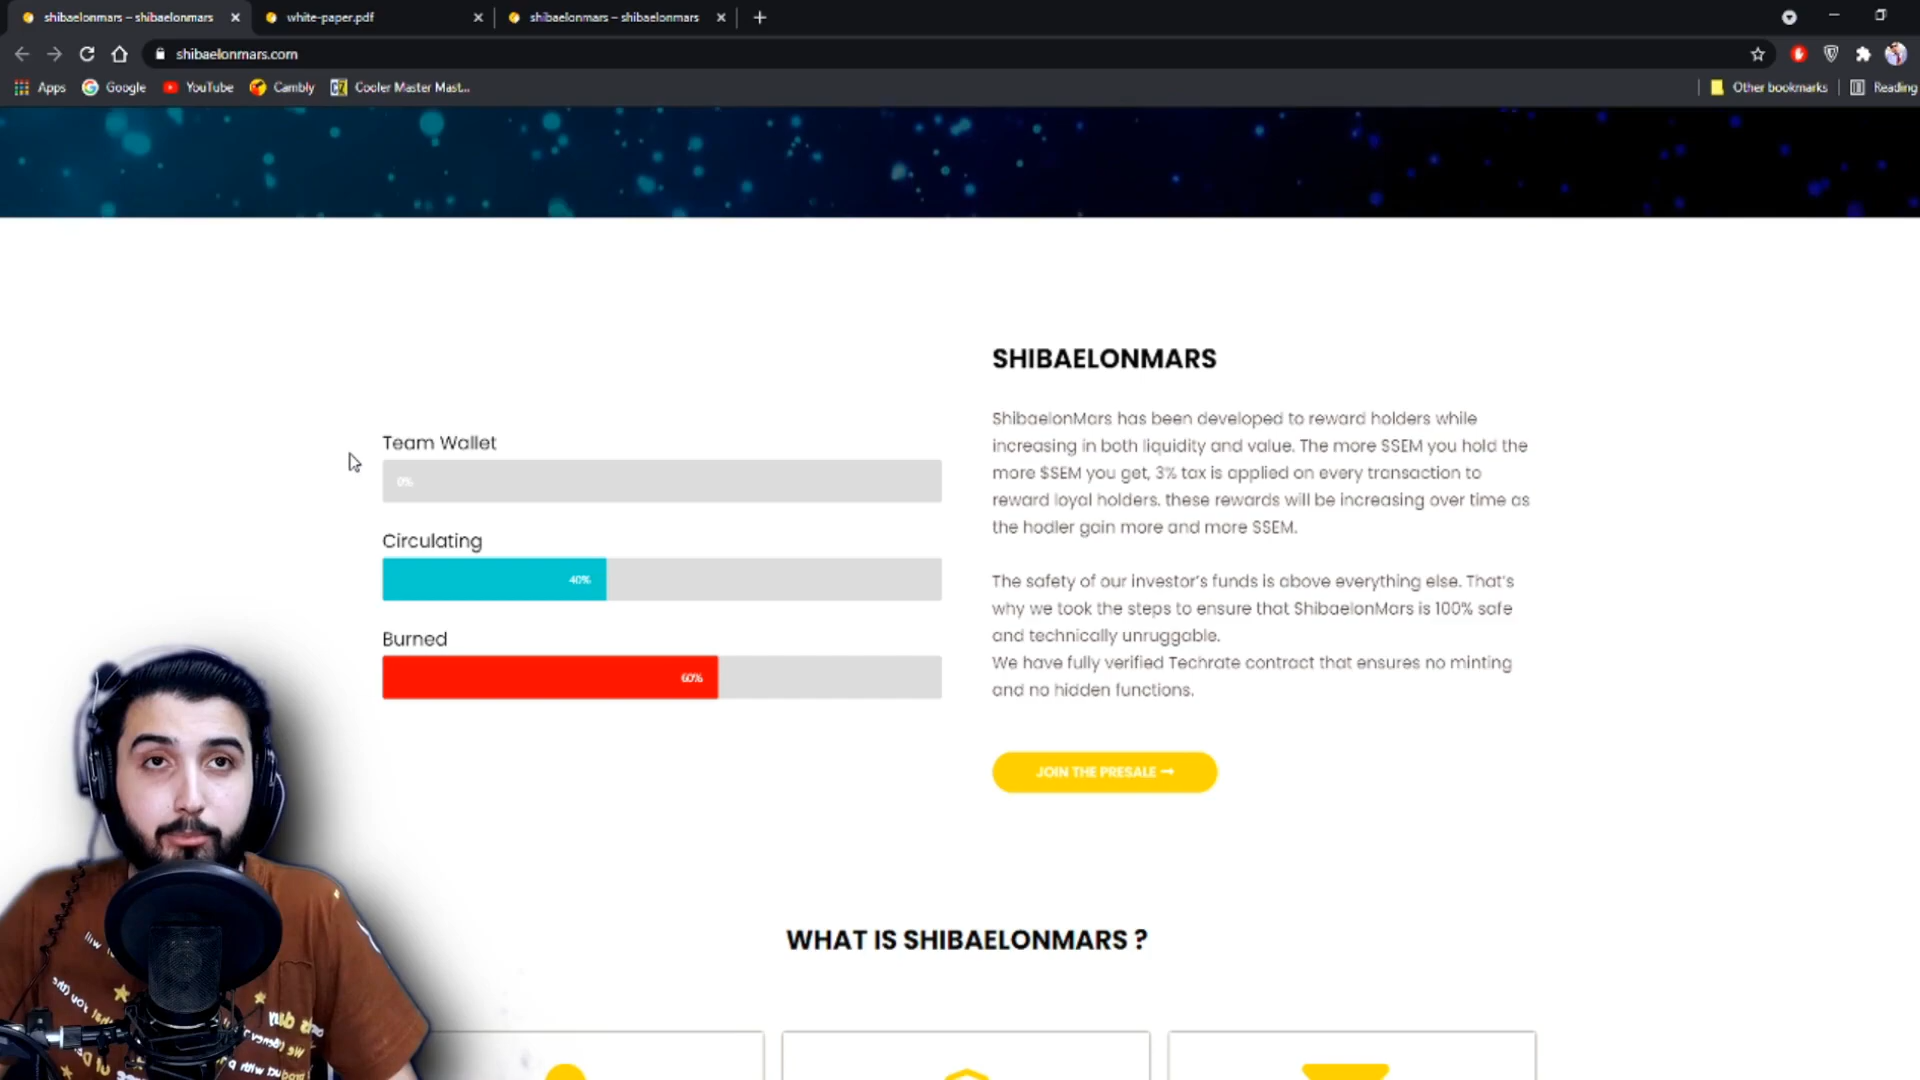 shibaelonmars – shibaelonmars
white-paper.pdf
shibaelonmars – shibaelonmars
shibaelonmars.com
Apps
Google
YouTube
Cambly
Cooler Master Mast...
Other bookmarks
Reading
Team Wallet
0%
Circulating
40%
Burned
60%
SHIBAELONMARS
ShibaelonMars has been developed to reward holders while
increasing in both liquidity and value. The more $SEM you hold the
more $SEM you get, 3% tax is applied on every transaction to
reward loyal holders. these rewards will be increasing over time as
the hodler gain more and more $SEM.
The safety of our investor's funds is above everything else. That's
why we took the steps to ensure that ShibaelonMars is 100% safe
and technically unruggable.
We have fully verified Techrate contract that ensures no minting
and no hidden functions.
JOIN THE PRESALE
WHAT IS SHIBAELONMARS ?